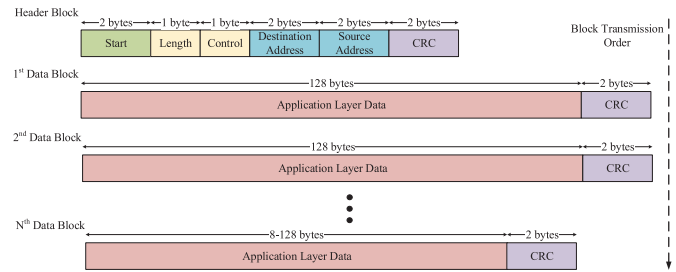 Header Block
2 bytes 1 byte 1 byte 2 bytes 2 bytes 2 bytes
Start Length Control Destination Address Source Address CRC
Block Transmission Order
1st Data Block
128 bytes 2 bytes
Application Layer Data CRC
2nd Data Block
128 bytes 2 bytes
Application Layer Data CRC
Nth Data Block
8-128 bytes 2 bytes
Application Layer Data CRC